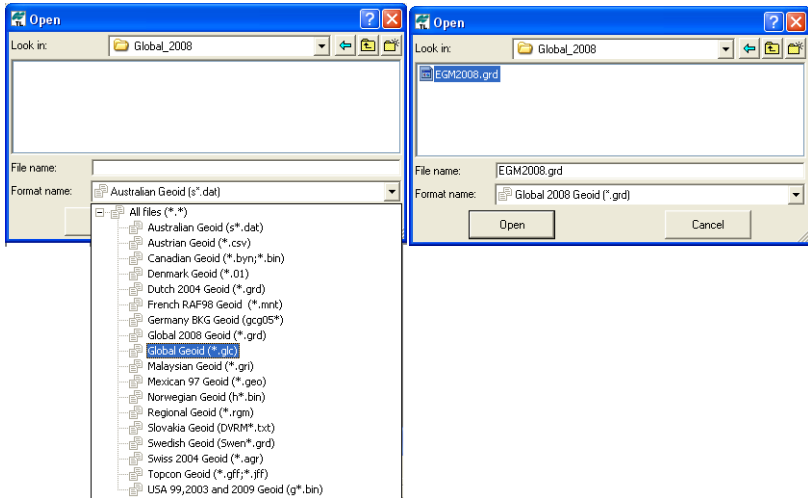 Open
Look in:
Global_2008
File name:
Format name:
Australian Geoid (s*.dat)
All files (*.*)
Australian Geoid (s*.dat)
Austrian Geoid (*.csv)
Canadian Geoid (*.byn;*.bin)
Denmark Geoid (*.01)
Dutch 2004 Geoid (*.grd)
French RAF98 Geoid (*.mnt)
Germany BKG Geoid (gcg05*)
Global 2008 Geoid (*.grd)
Global Geoid (*.glc)
Malaysian Geoid (*.gri)
Mexican 97 Geoid (*.geo)
Norwegian Geoid (h*.bin)
Regional Geoid (*.rgm)
Slovakia Geoid (DVRM*.txt)
Swedish Geoid (Swen*.grd)
Swiss 2004 Geoid (*.agr)
Topcon Geoid (*.gff;*.jff)
USA 99,2003 and 2009 Geoid (g*.bin)
Open
Look in:
Global_2008
EGM2008.grd
File name:
EGM2008.grd
Format name:
Global 2008 Geoid (*.grd)
Open
Cancel